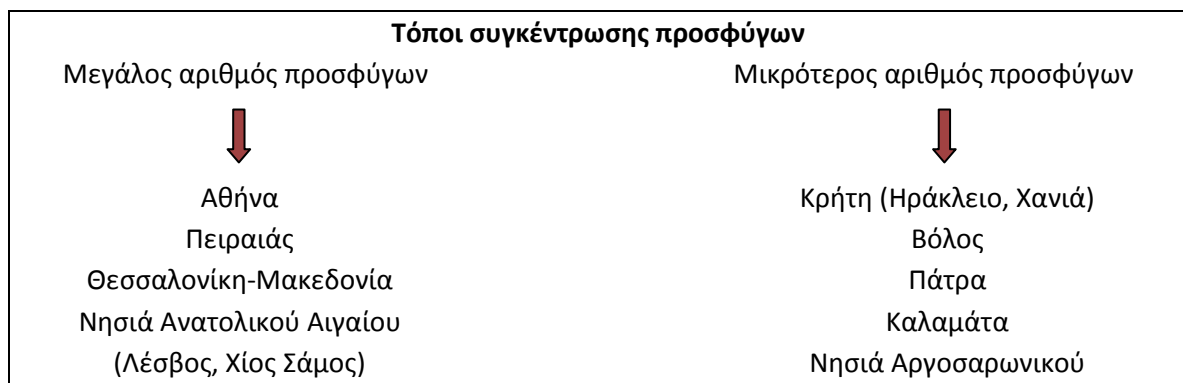 Τόποι συγκέντρωσης προσφύγων
Μεγάλος αριθμός προσφύγων
Αθήνα
Πειραιάς
Θεσσαλονίκη-Μακεδονία
Νησιά Ανατολικού Αιγαίου
(Λέσβος, Χίος Σάμος)
Μικρότερος αριθμός προσφύγων
Κρήτη (Ηράκλειο, Χανιά)
Βόλος
Πάτρα
Καλαμάτα
Νησιά Αργοσαρωνικού